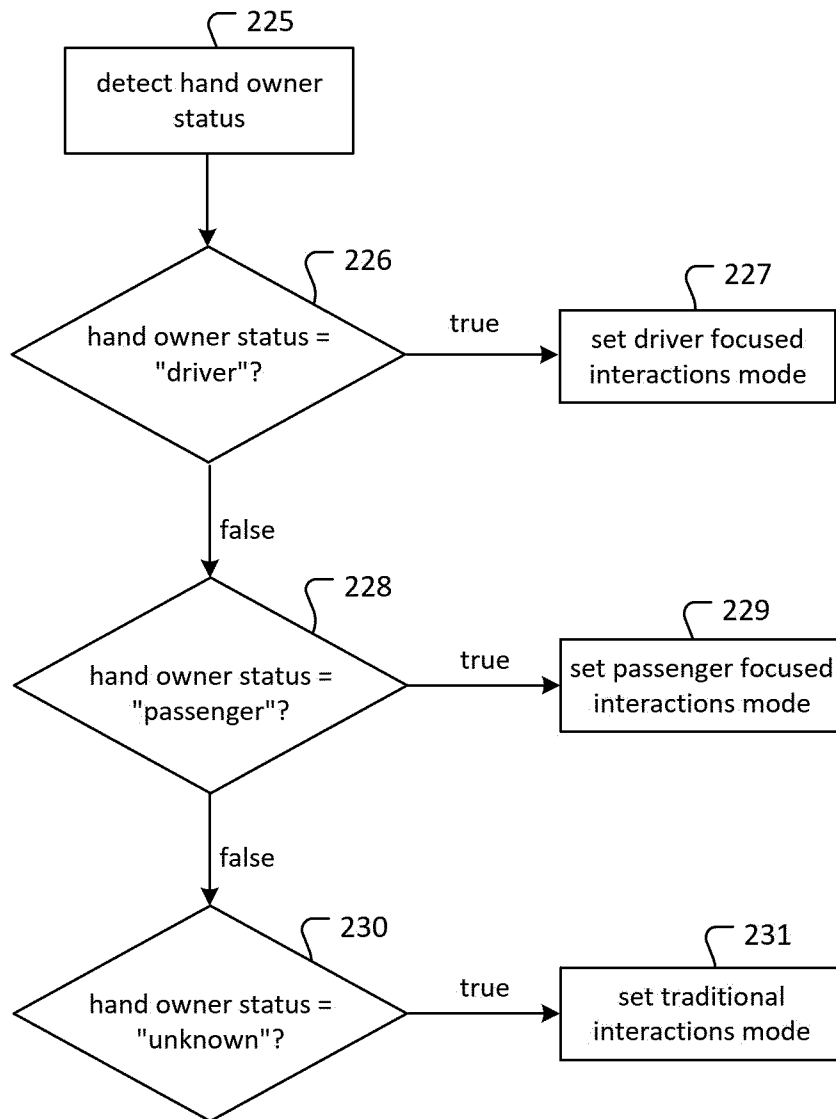 225
detect hand owner
status
226
hand owner status =
"driver"?
true
227
set driver focused
interactions mode
false
228
hand owner status =
"passenger"?
true
229
set passenger focused
interactions mode
false
230
hand owner status =
"unknown"?
true
231
set traditional
interactions mode